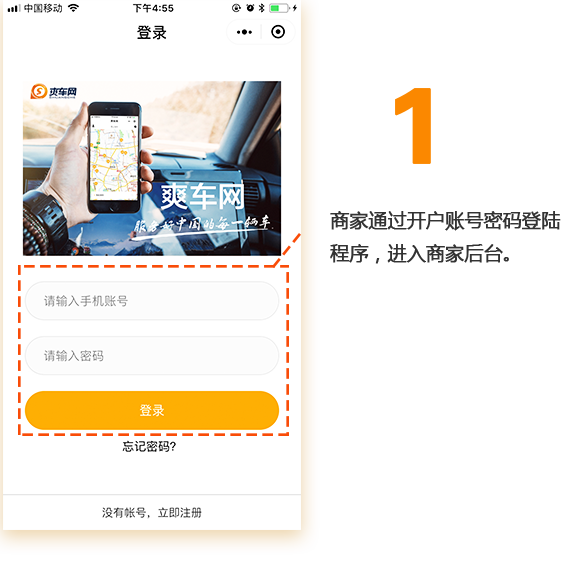 中国移动 下午4:55
登录
爽车网
爽车网
服务好中国的每一辆车
请输入手机账号
请输入密码
登录
忘记密码?
没有帐号，立即注册
1
商家通过开户账号密码登陆
程序，进入商家后台。